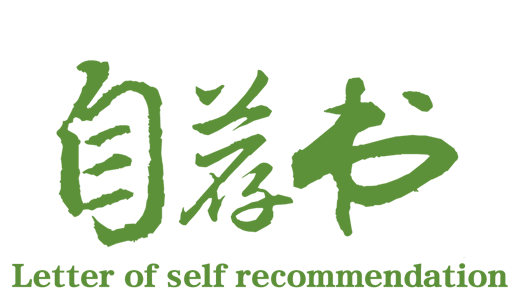 自荐书
Letter of self recommendation